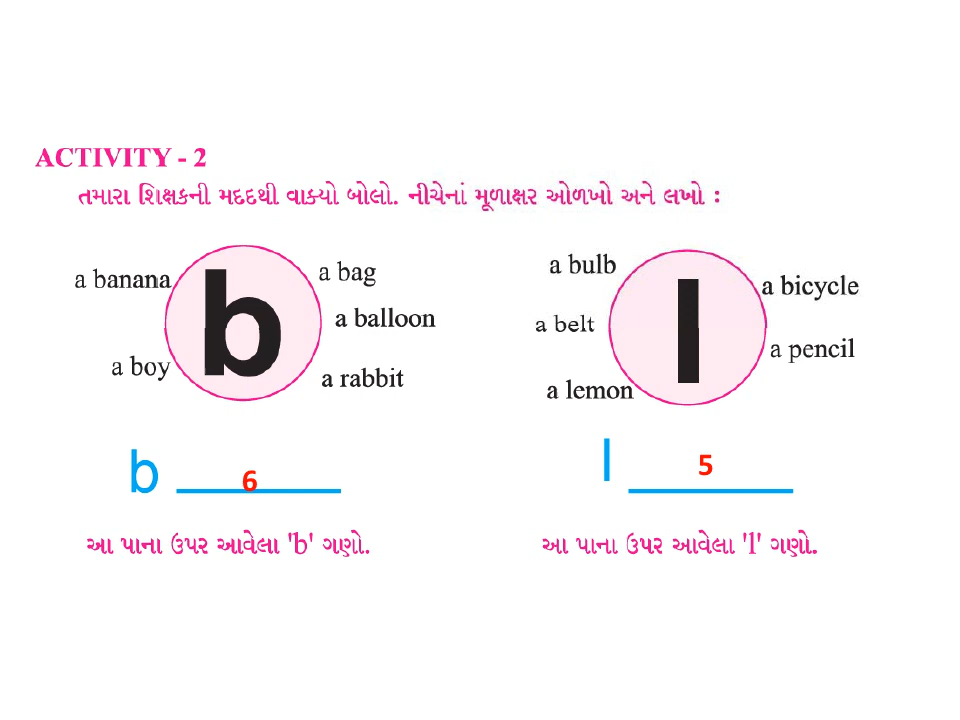 ACTIVITY - 2
તમારા શિક્ષકની મદદથી વાક્યો બોલો. નીચેનાં મૂળાક્ષર ઓળખો અને લખો :
a banana
b
a bag
a balloon
a boy
a rabbit
a bulb
l
a bicycle
a belt
a pencil
a lemon
b 6
l 5
આ પાના ઉપર આવેલા 'b' ગણો.
આ પાના ઉપર આવેલા 'l' ગણો.